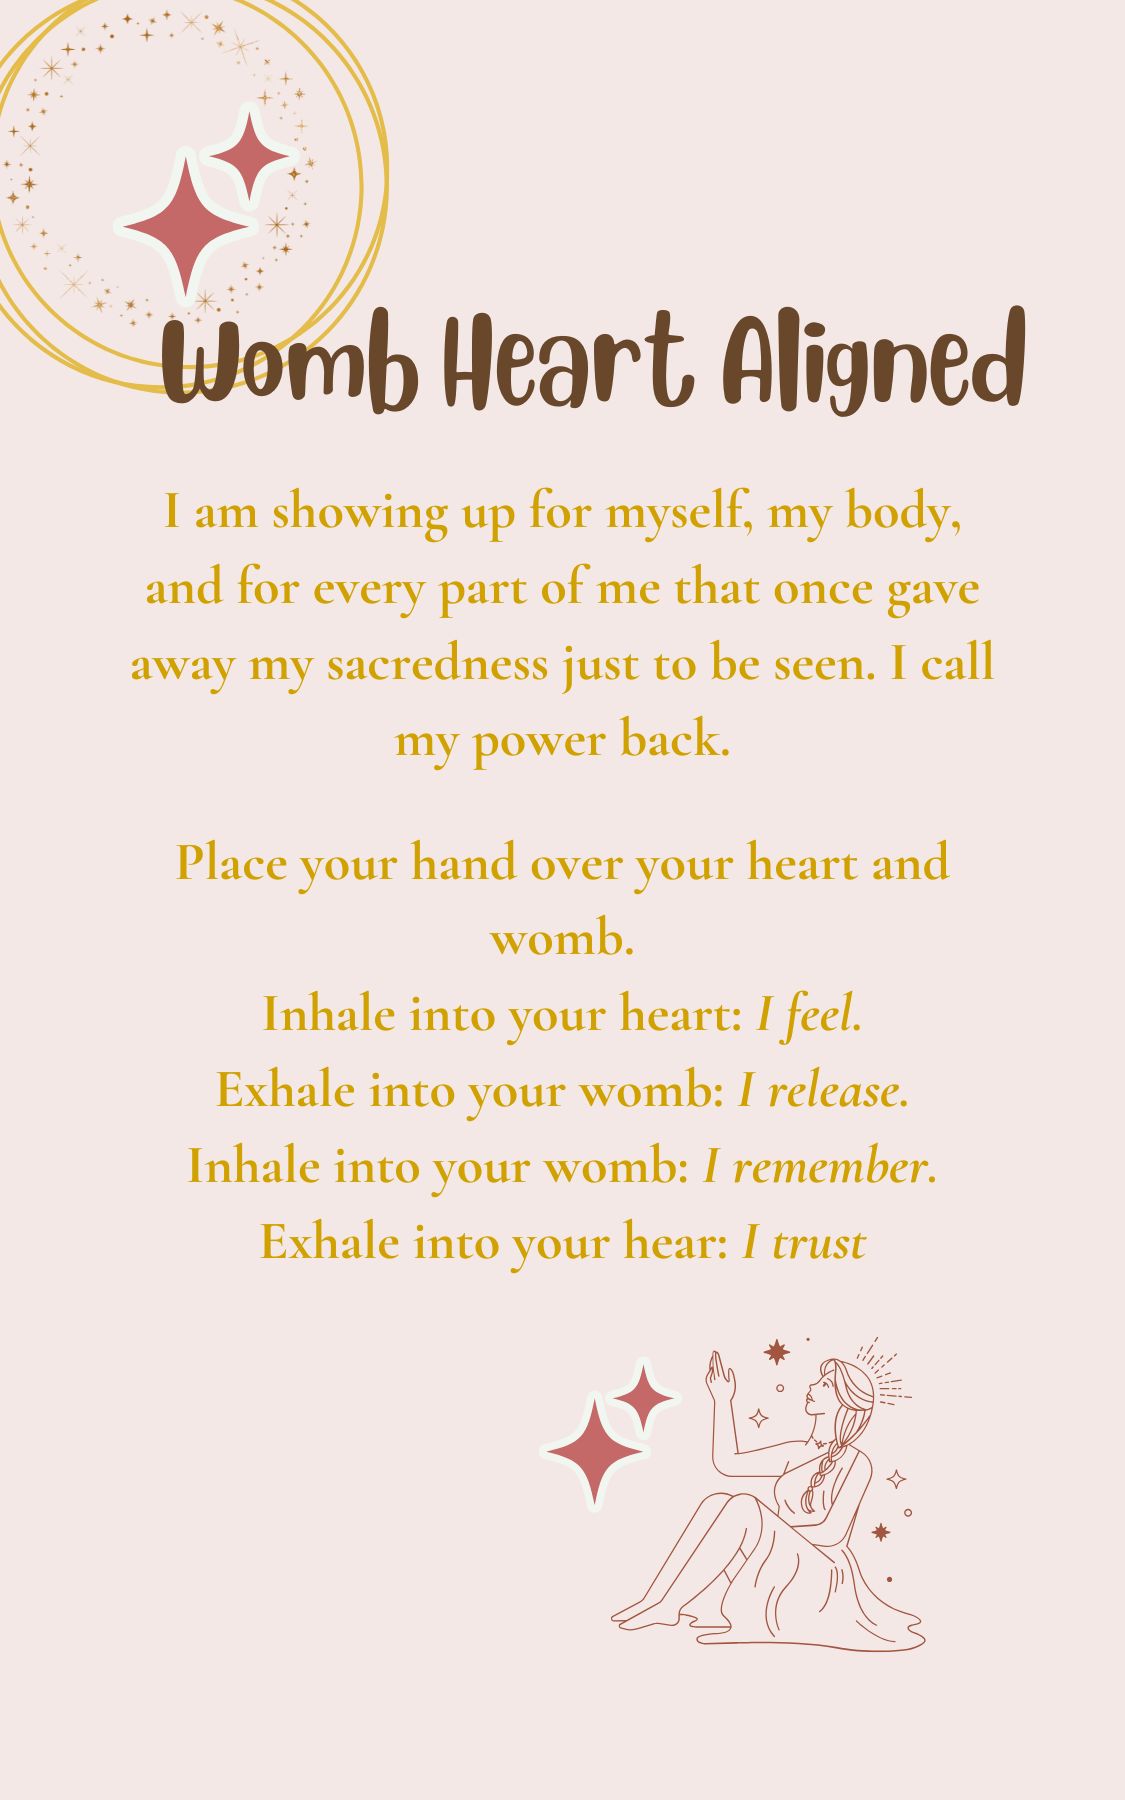 Womb Heart Aligned
I am showing up for myself, my body,
and for every part of me that once gave
away my sacredness just to be seen. I call
my power back.
Place your hand over your heart and
womb.
Inhale into your heart: I feel.
Exhale into your womb: I release.
Inhale into your womb: I remember.
Exhale into your hear: I trust